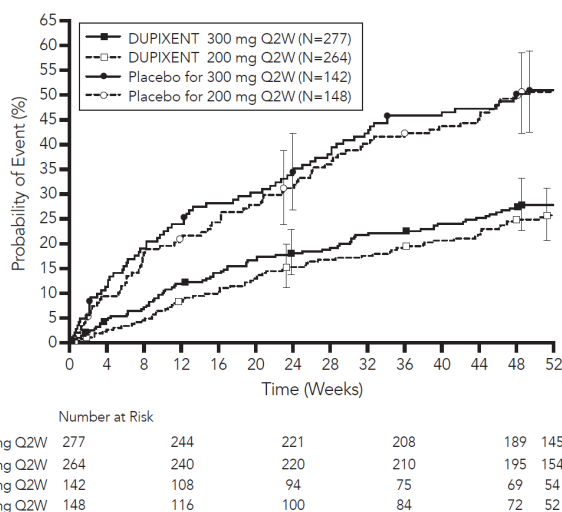 65
60
55
50
45
40
35
30
25
20
15
10
5
0
Probability of Event (%)
DUPIXENT 300 mg Q2W (N=277)
DUPIXENT 200 mg Q2W (N=264)
Placebo for 300 mg Q2W (N=142)
Placebo for 200 mg Q2W (N=148)
0 4 8 12 16 20 24 28 32 36 40 44 48 52
Time (Weeks)
Number at Risk
Q2W 277 244 221 208 189 145
Q2W 264 240 220 210 195 154
Q2W 142 108 94 75 69 54
Q2W 148 116 100 84 72 52